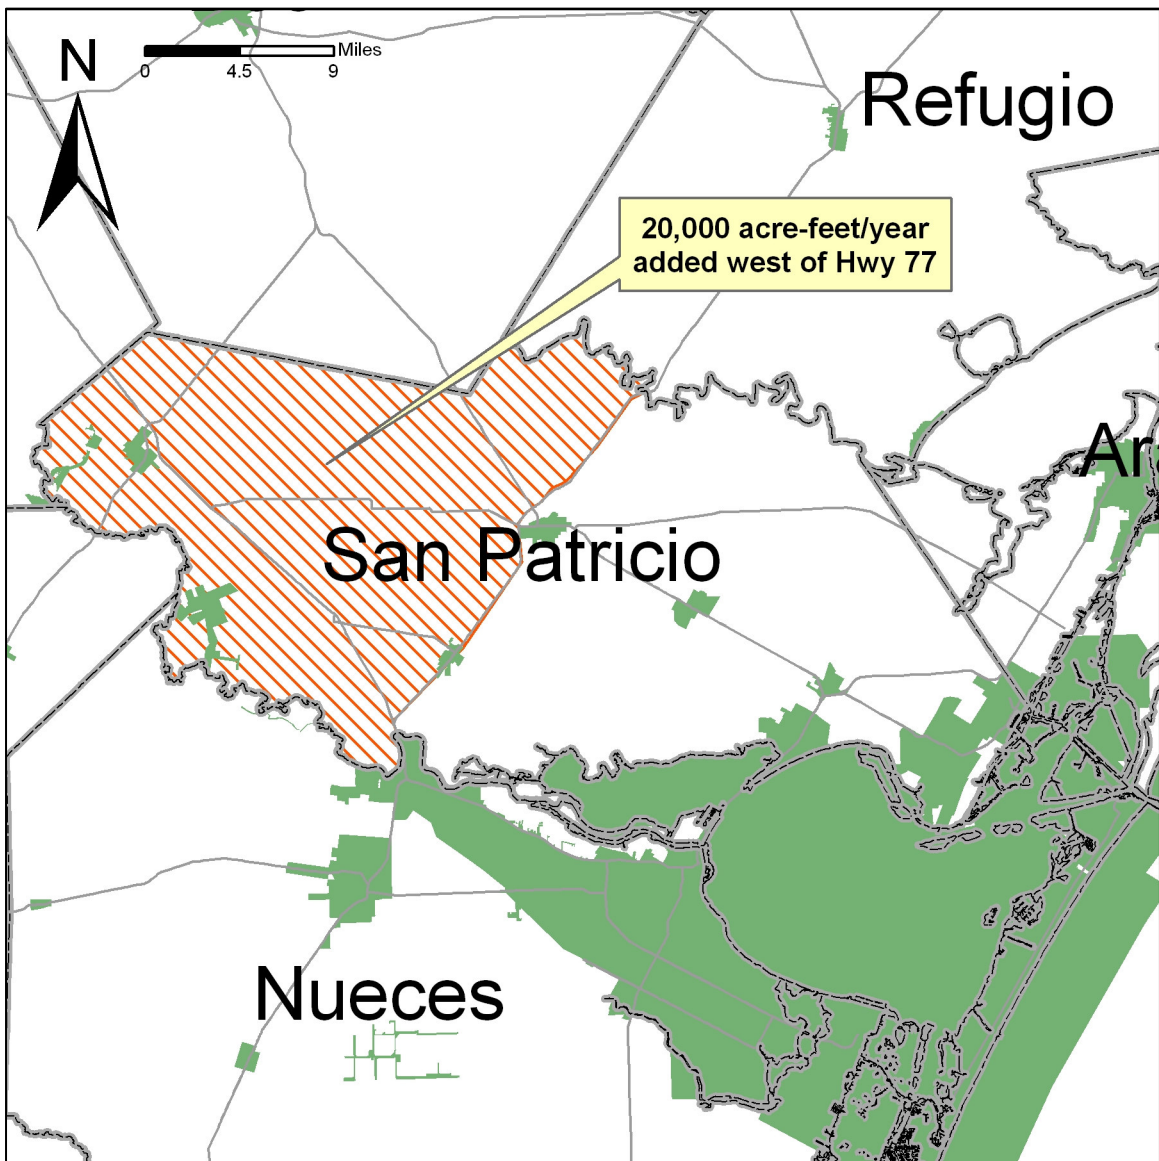 N
Miles
0 4.5 9
Refugio
20,000 acre-feet/year
added west of Hwy 77
San Patricio
Nueces